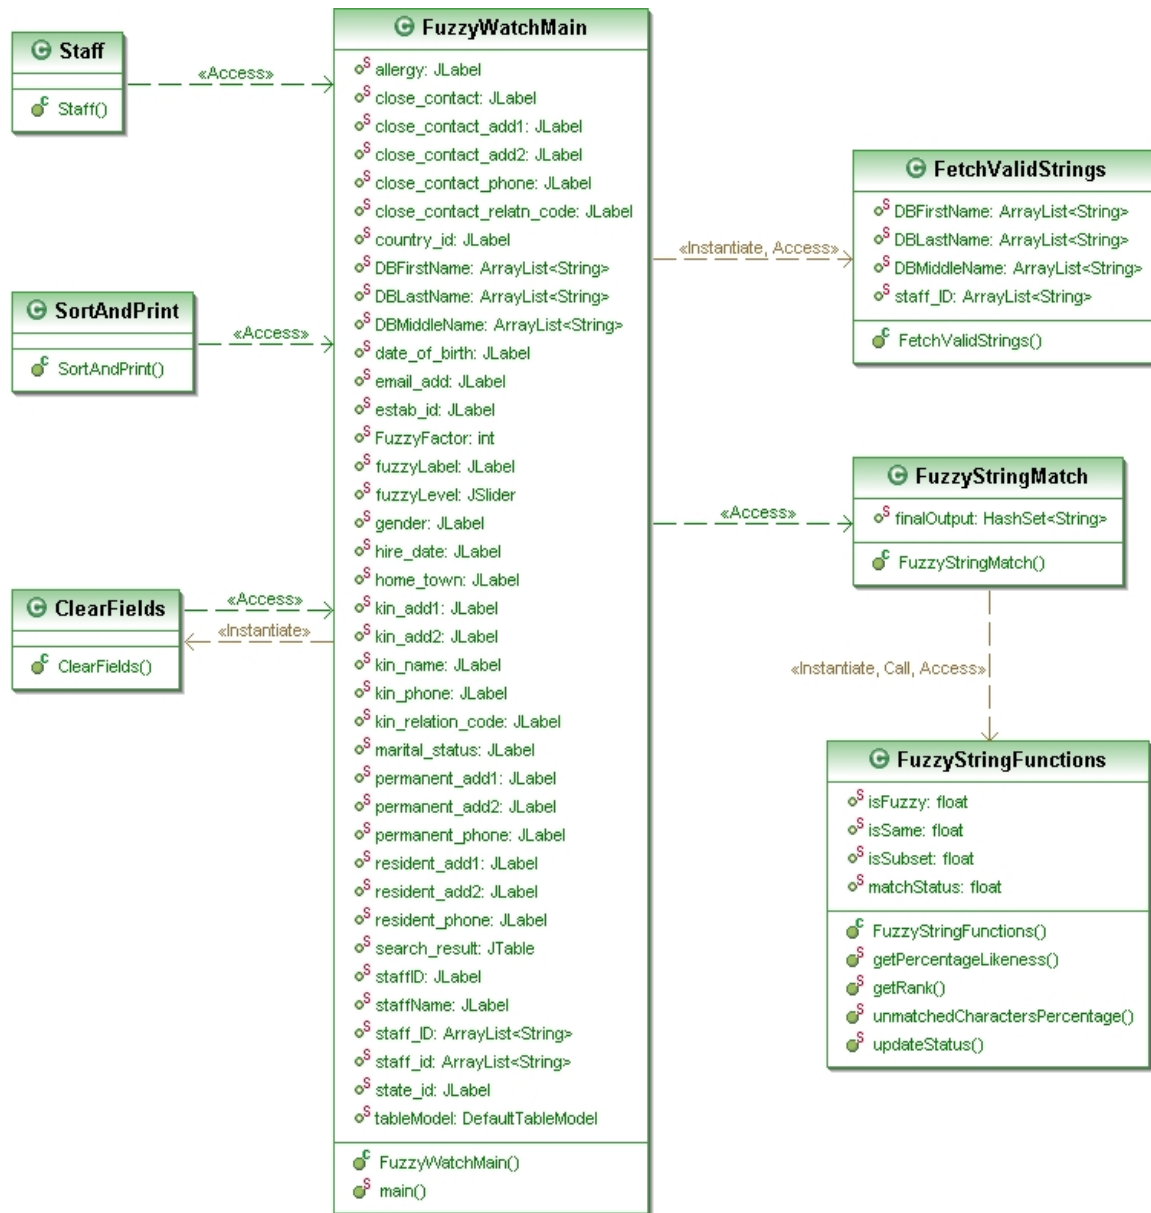 Staff
Staff()
«Access»
SortAndPrint
SortAndPrint()
«Access»
ClearFields
ClearFields()
«Access»
«Instantiate»
FuzzyWatchMain
allergy: JLabel
close_contact: JLabel
close_contact_add1: JLabel
close_contact_add2: JLabel
close_contact_phone: JLabel
close_contact_relatn_code: JLabel
country_id: JLabel
DBFirstName: ArrayList<String>
DBLastName: ArrayList<String>
DBMiddleName: ArrayList<String>
date_of_birth: JLabel
email_add: JLabel
estab_id: JLabel
FuzzyFactor: int
fuzzyLabel: JLabel
fuzzyLevel: JSlider
gender: JLabel
hire_date: JLabel
home_town: JLabel
kin_add1: JLabel
kin_add2: JLabel
kin_name: JLabel
kin_phone: JLabel
kin_relation_code: JLabel
marital_status: JLabel
permanent_add1: JLabel
permanent_add2: JLabel
permanent_phone: JLabel
resident_add1: JLabel
resident_add2: JLabel
resident_phone: JLabel
search_result: JTable
staffID: JLabel
staffName: JLabel
staff_ID: ArrayList<String>
staff_id: ArrayList<String>
state_id: JLabel
tableModel: DefaultTableModel
FuzzyWatchMain()
main()
«Instantiate, Access»
FetchValidStrings
DBFirstName: ArrayList<String>
DBLastName: ArrayList<String>
DBMiddleName: ArrayList<String>
staff_ID: ArrayList<String>
FetchValidStrings()
«Access»
FuzzyStringMatch
finalOutput: HashSet<String>
FuzzyStringMatch()
«Instantiate, Call, Access»
FuzzyStringFunctions
isFuzzy: float
isSame: float
isSubset: float
matchStatus: float
FuzzyStringFunctions()
getPercentageLikeness()
getRank()
unmatchedCharactersPercentage()
updateStatus()